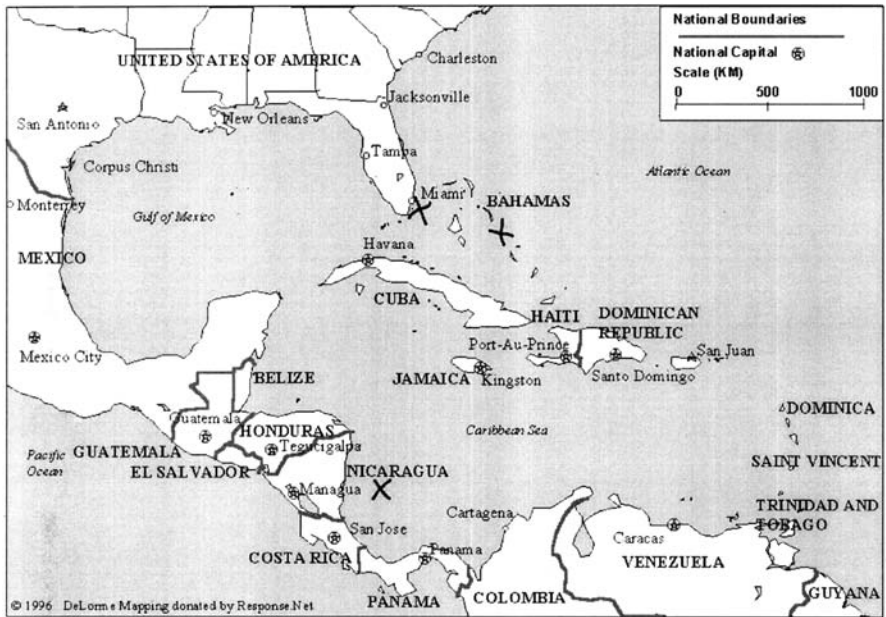 National Boundaries
National Capital
Scale (KM)
0 500 1000
UNITED STATES OF AMERICA
Charleston
San Antonio
New Orleans
Jacksonville
Corpus Christi
Tampa
Atlantic Ocean
Monterrey
Gulf of Mexico
Miami
BAHAMAS
MEXICO
Havana
CUBA
HAITI
DOMINICAN
REPUBLIC
Mexico City
Port-Au-Prince
San Juan
BELIZE
JAMAICA
Kingston
Santo Domingo
Guatemala
HONDURAS
Caribbean Sea
DOMINICA
Pacific
Ocean
GUATEMALA
Tegucigalpa
EL SALVADOR
NICARAGUA
SAINT VINCENT
Managua
Cartagena
TRINIDAD AND
TOBAGO
San Jose
Caracas
COSTA RICA
Panama
VENEZUELA
PANAMA
COLOMBIA
GUYANA
© 1996 DeLorme Mapping donated by Response.Net